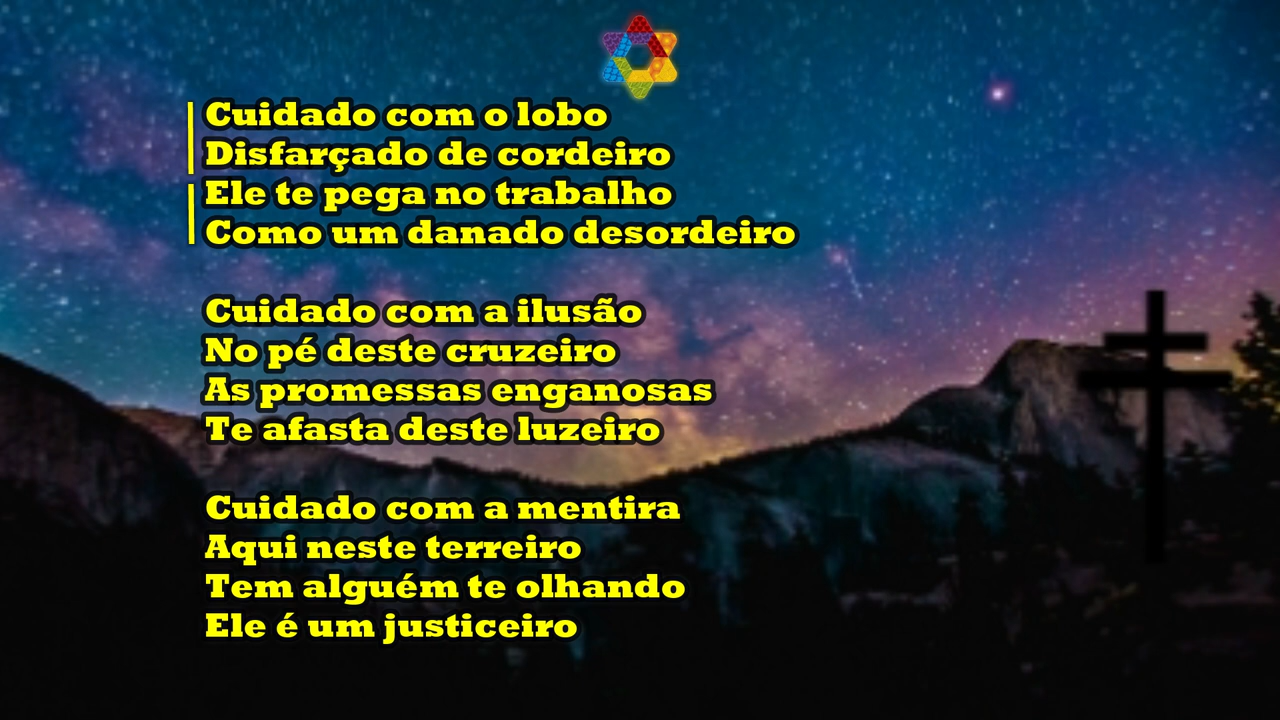 Cuidado com o lobo
Disfarçado de cordeiro
Ele te pega no trabalho
Como um danado desordeiro
Cuidado com a ilusão
No pé deste cruzeiro
As promessas enganosas
Te afasta deste luzeiro
Cuidado com a mentira
Aqui neste terreiro
Tem alguém te olhando
Ele é um justiceiro